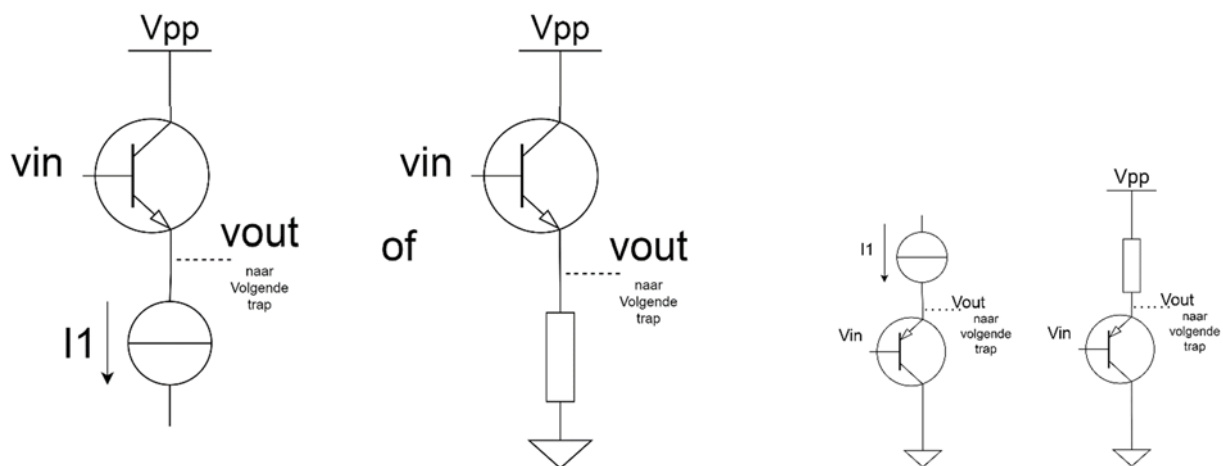 Vpp
vin
vout
naar
Volgende
trap
I1
of
Vpp
vin
vout
naar
Volgende
trap
I1
Vin
Vout
naar
volgende
trap
Vpp
Vin
Vout
naar
volgende
trap